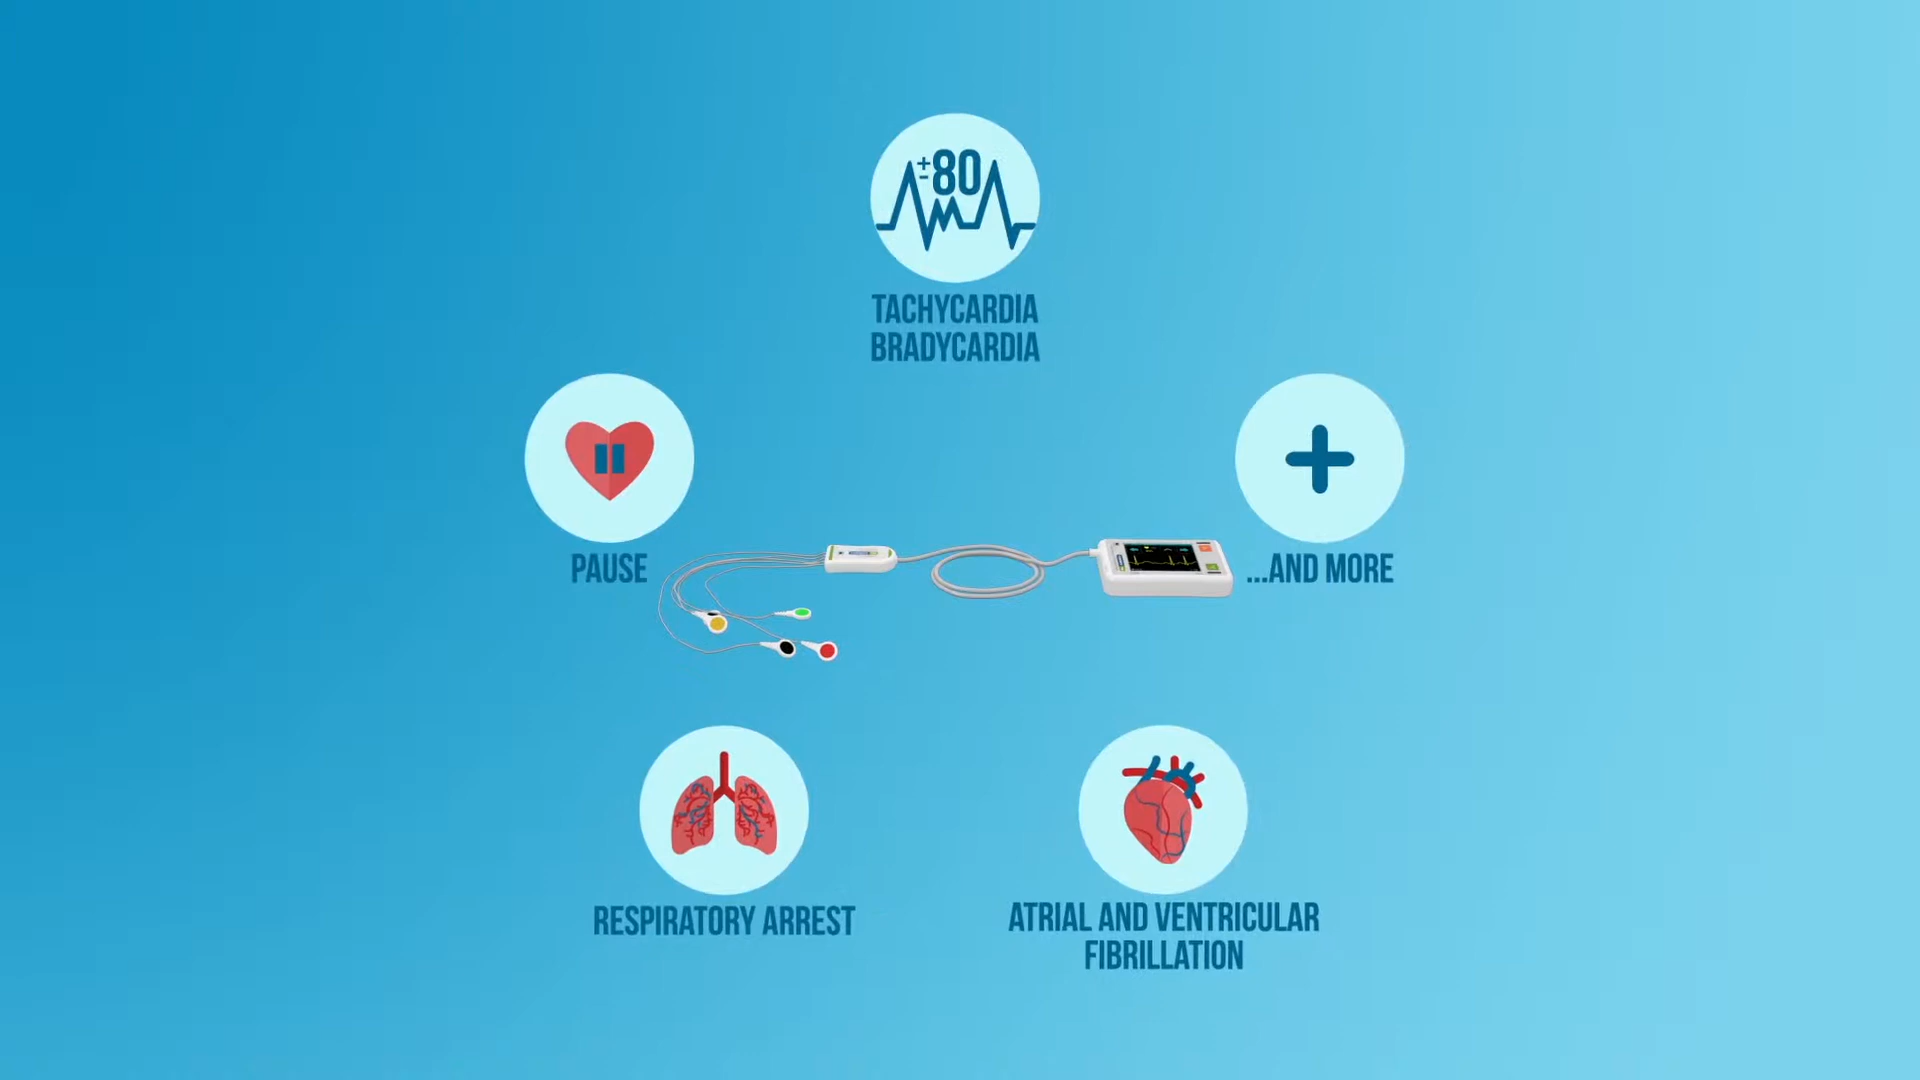 ±80
TACHYCARDIA
BRADYCARDIA
PAUSE
...AND MORE
RESPIRATORY ARREST
ATRIAL AND VENTRICULAR
FIBRILLATION